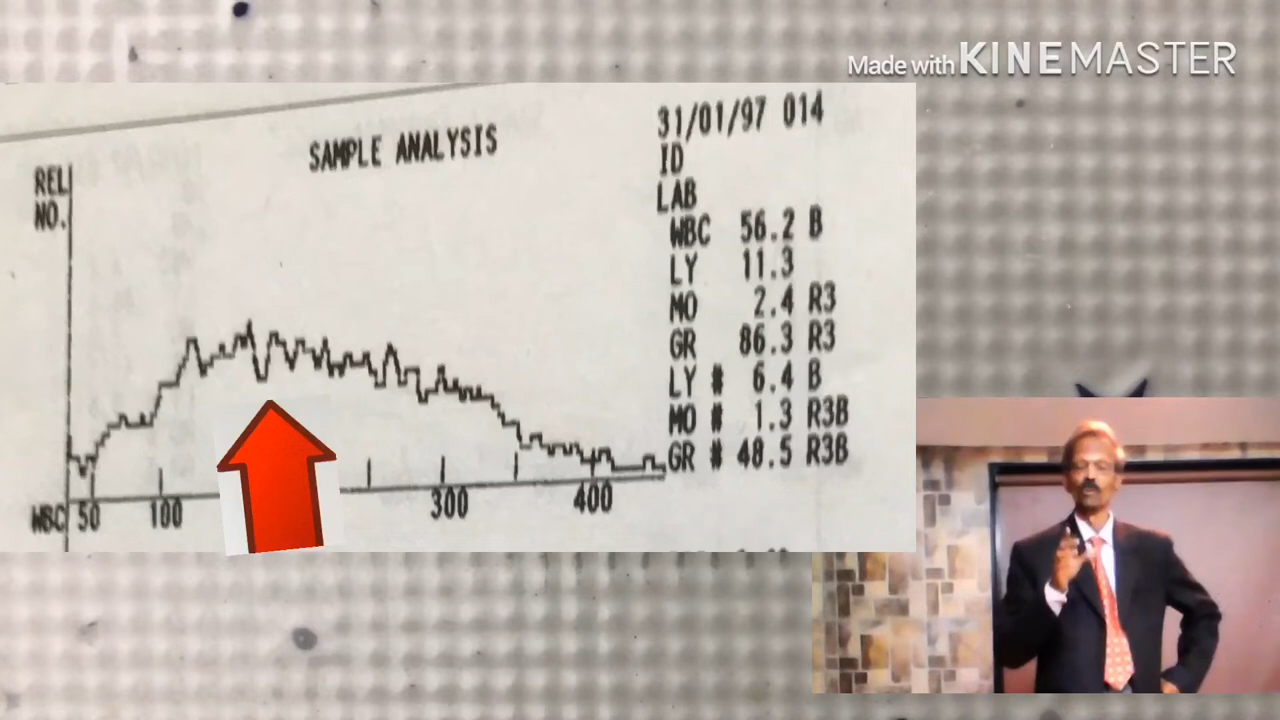 Made with KINEMASTER
SAMPLE ANALYSIS
31/01/97 014
ID
LAB
WBC 56.2 B
LY 11.3
MO 2.4 R3
GR 86.3 R3
LY # 6.4 B
MO # 1.3 R3B
GR # 48.5 R3B
REL
NO.
WBC 50 100 300 400